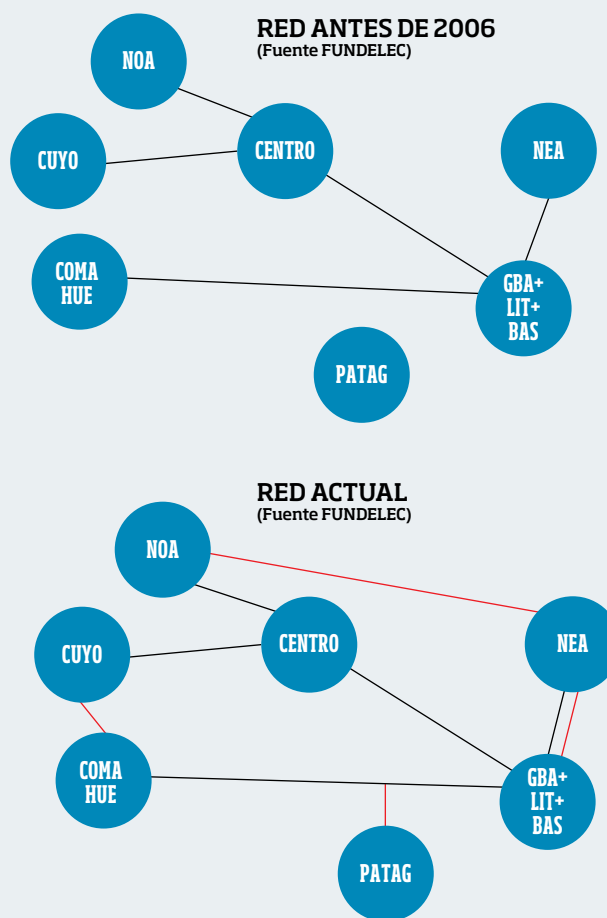 RED ANTES DE 2006
(Fuente FUNDELEC)
NOA
CENTRO
CUYO
NEA
COMA
HUE
GBA+
LIT+
BAS
PATAG
RED ACTUAL
(Fuente FUNDELEC)
NOA
CENTRO
CUYO
NEA
COMA
HUE
GBA+
LIT+
BAS
PATAG